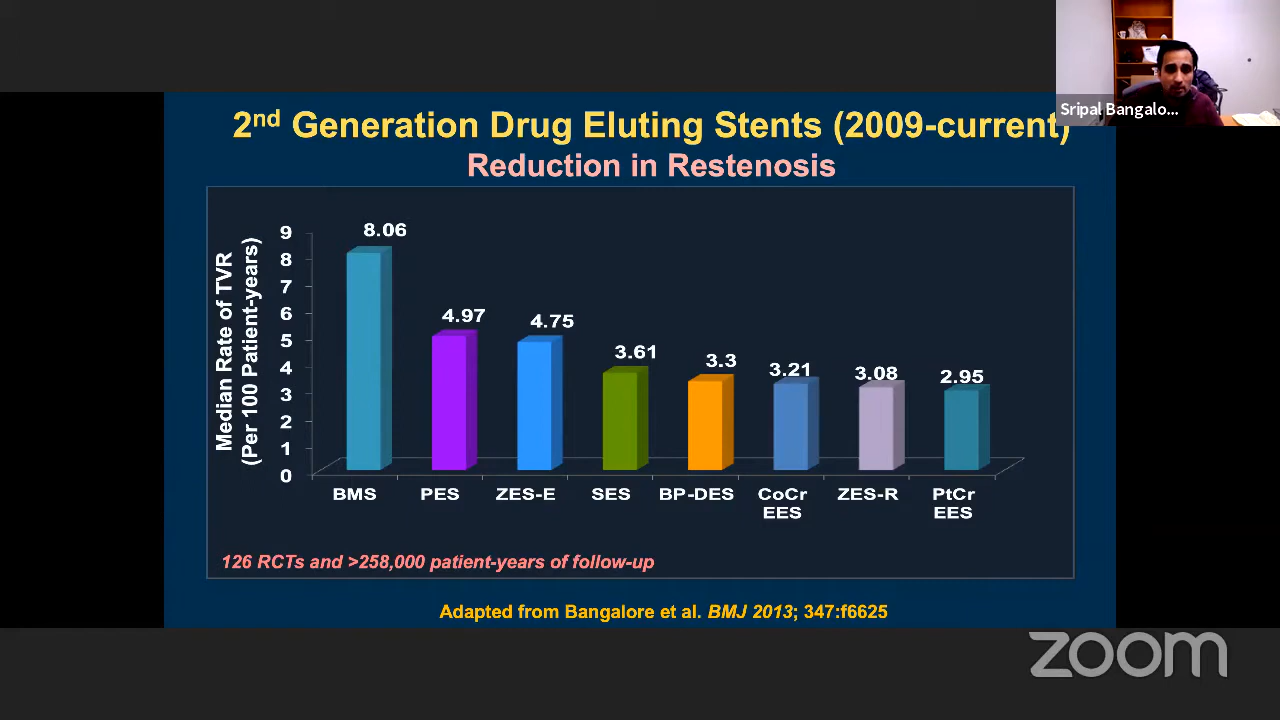 Sripal Bangalo...
2nd Generation Drug Eluting Stents (2009-current)
Reduction in Restenosis
Median Rate of TVR
(Per 100 Patient-years)
9
8
7
6
5
4
3
2
1
0
8.06
4.97
4.75
3.61
3.3
3.21
3.08
2.95
BMS
PES
ZES-E
SES
BP-DES
CoCr
EES
ZES-R
PtCr
EES
126 RCTs and >258,000 patient-years of follow-up
Adapted from Bangalore et al. BMJ 2013; 347:f6625
zoom